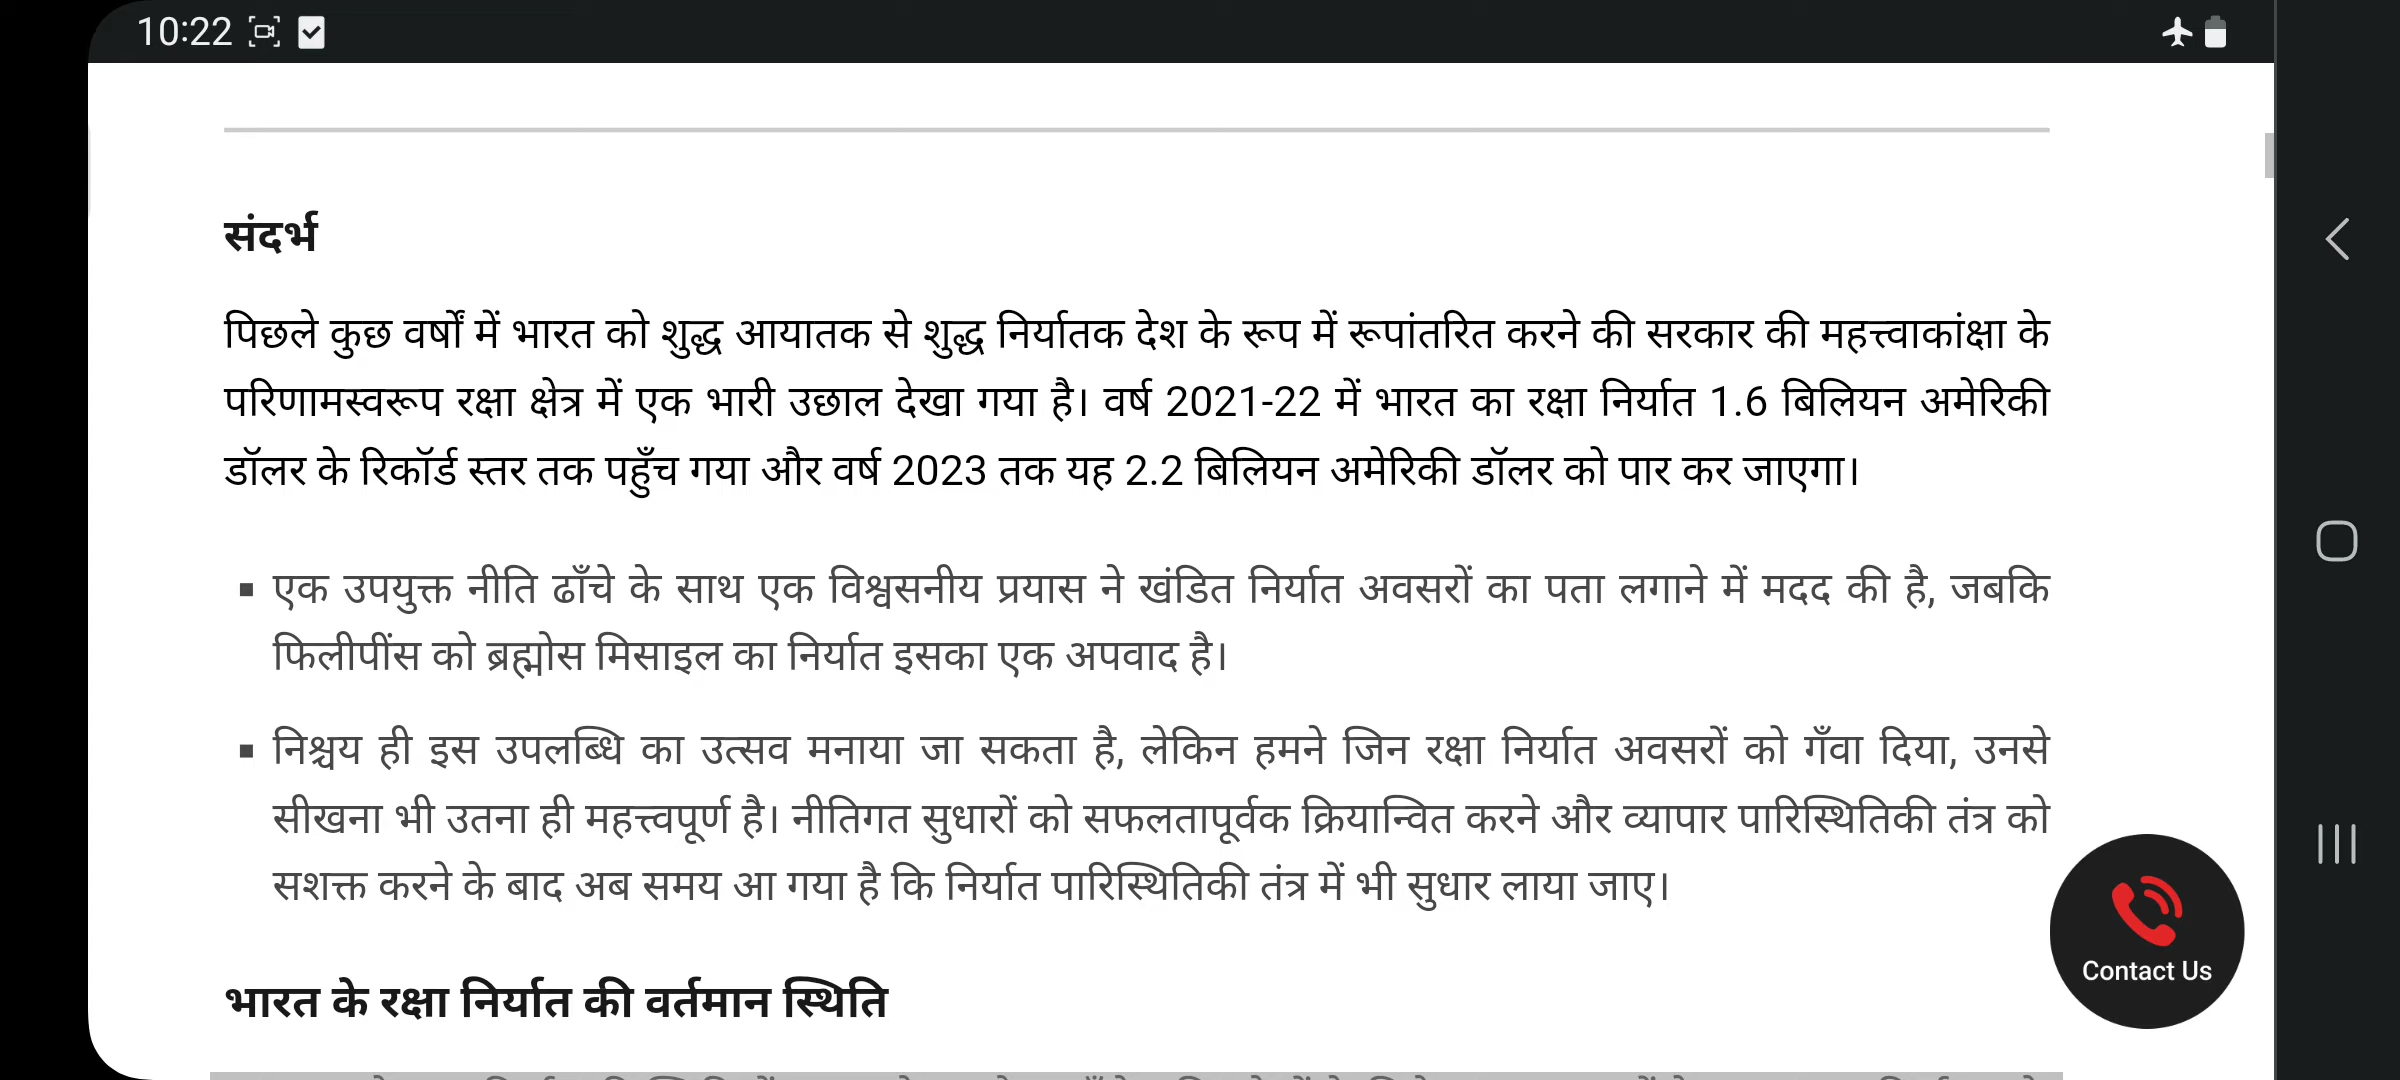 10:22
संदर्भ
पिछले कुछ वर्षों में भारत को शुद्ध आयातक से शुद्ध निर्यातक देश के रूप में रूपांतरित करने की सरकार की महत्त्वाकांक्षा के
परिणामस्वरूप रक्षा क्षेत्र में एक भारी उछाल देखा गया है। वर्ष 2021-22 में भारत का रक्षा निर्यात 1.6 बिलियन अमेरिकी
डॉलर के रिकॉर्ड स्तर तक पहुँच गया और वर्ष 2023 तक यह 2.2 बिलियन अमेरिकी डॉलर को पार कर जाएगा।
▪ एक उपयुक्त नीति ढाँचे के साथ एक विश्वसनीय प्रयास ने खंडित निर्यात अवसरों का पता लगाने में मदद की है, जबकि
फिलीपींस को ब्रह्मोस मिसाइल का निर्यात इसका एक अपवाद है।
▪ निश्चय ही इस उपलब्धि का उत्सव मनाया जा सकता है, लेकिन हमने जिन रक्षा निर्यात अवसरों को गँवा दिया, उनसे
सीखना भी उतना ही महत्त्वपूर्ण है। नीतिगत सुधारों को सफलतापूर्वक क्रियान्वित करने और व्यापार पारिस्थितिकी तंत्र को
सशक्त करने के बाद अब समय आ गया है कि निर्यात पारिस्थितिकी तंत्र में भी सुधार लाया जाए।
Contact Us
भारत के रक्षा निर्यात की वर्तमान स्थिति